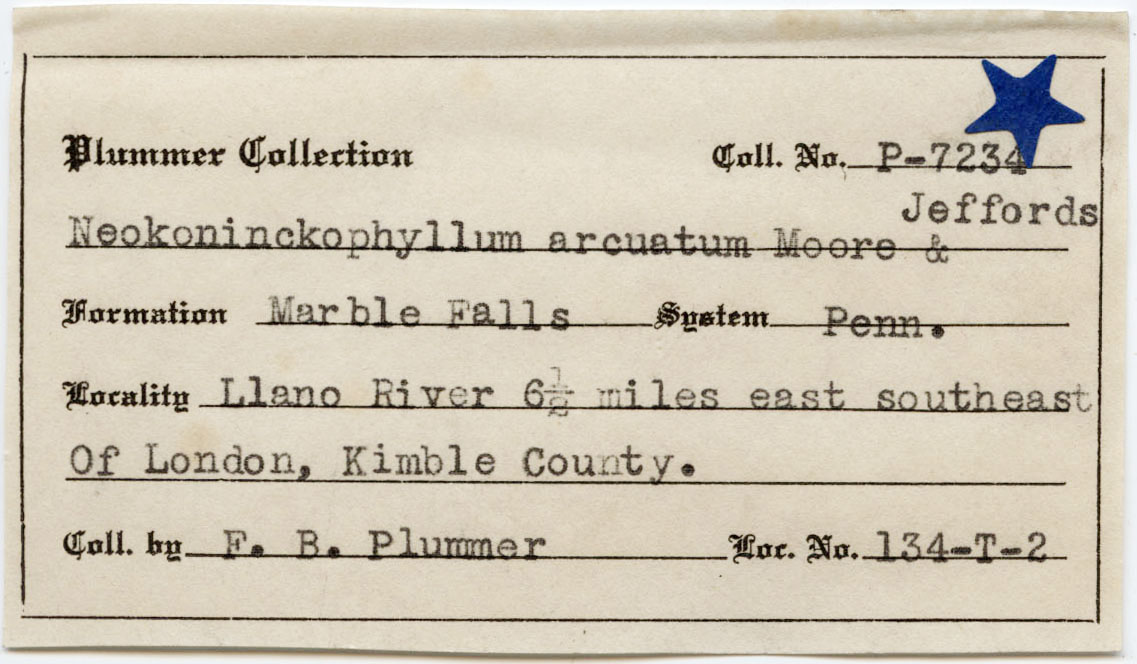 Plummer Collection Coll. No. P-7234
Jeffords
Neokoninckophyllum arcuatum Moore &
Formation Marble Falls System Penn.
Locality Llano River 6½ miles east southeast
Of London, Kimble County.
Coll. by F. B. Plummer Loc. No. 134-T-2